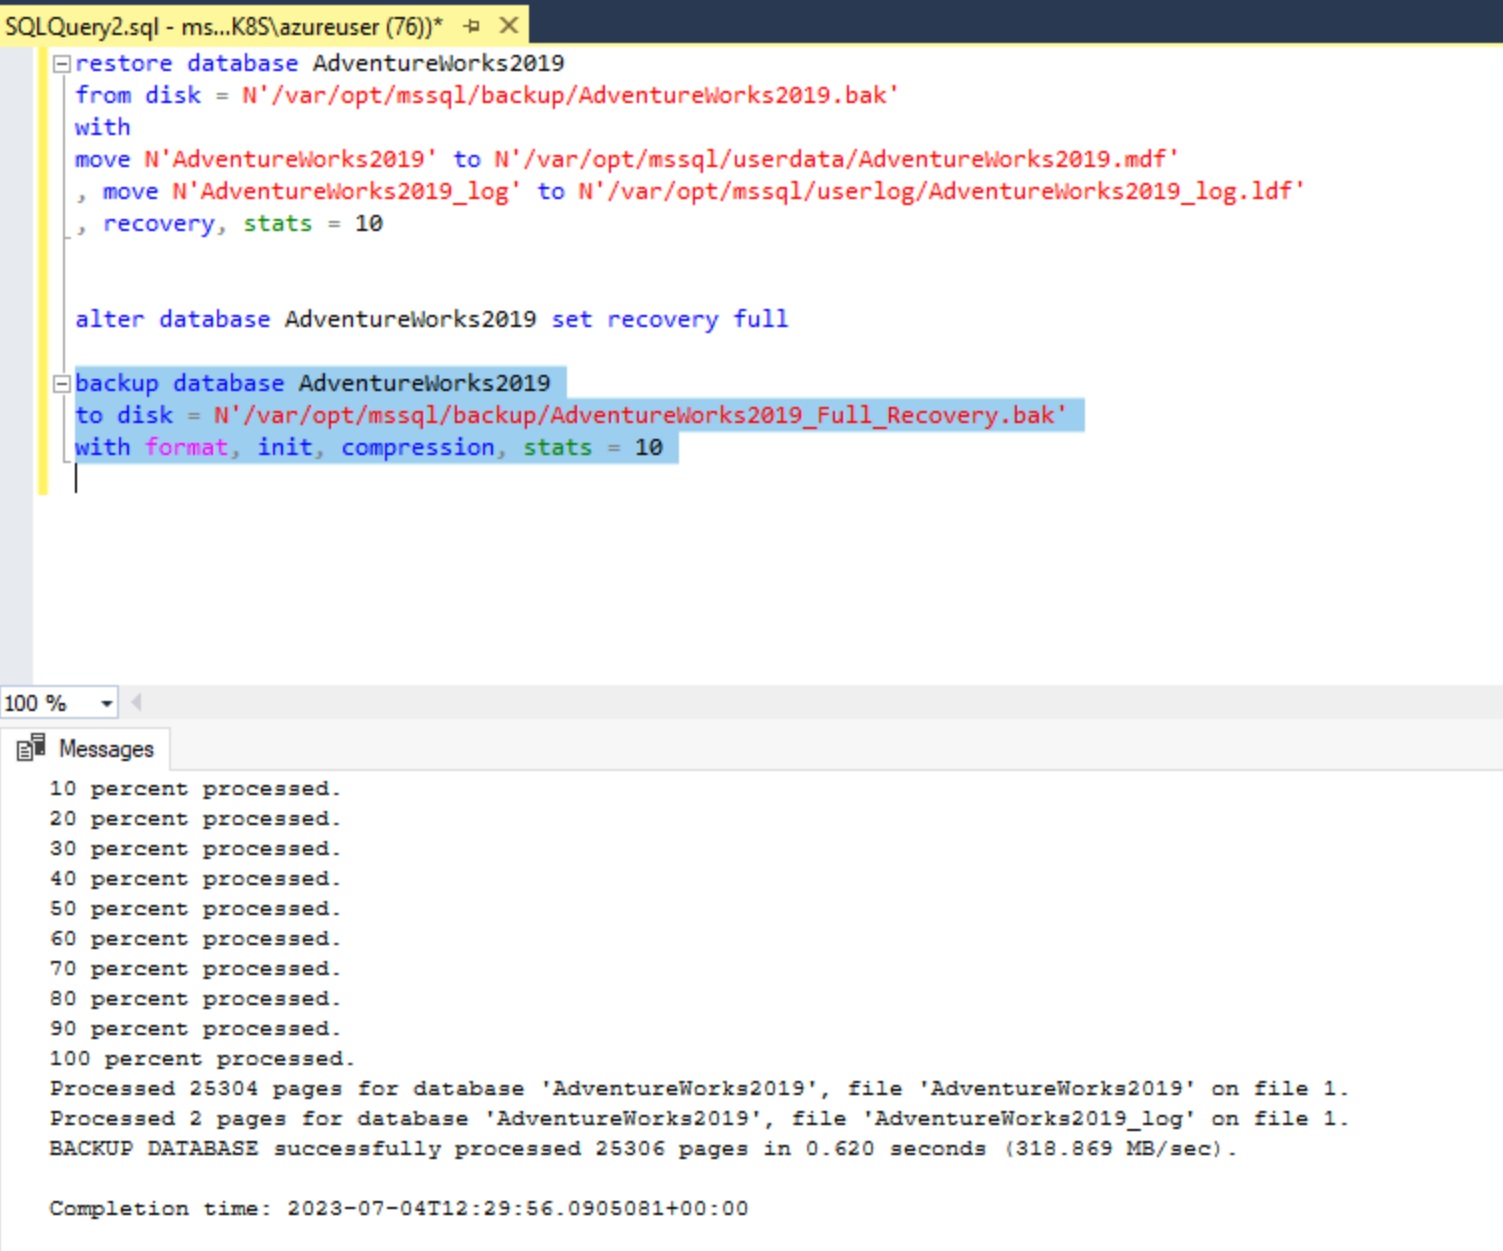 SQLQuery2.sql - ms...K8S\azureuser (76))*
restore database AdventureWorks2019
from disk = N'/var/opt/mssql/backup/AdventureWorks2019.bak'
with
move N'AdventureWorks2019' to N'/var/opt/mssql/userdata/AdventureWorks2019.mdf'
, move N'AdventureWorks2019_log' to N'/var/opt/mssql/userlog/AdventureWorks2019_log.ldf'
, recovery, stats = 10
alter database AdventureWorks2019 set recovery full
backup database AdventureWorks2019
to disk = N'/var/opt/mssql/backup/AdventureWorks2019_Full_Recovery.bak'
with format, init, compression, stats = 10
100 %
Messages
10 percent processed.
20 percent processed.
30 percent processed.
40 percent processed.
50 percent processed.
60 percent processed.
70 percent processed.
80 percent processed.
90 percent processed.
100 percent processed.
Processed 25304 pages for database 'AdventureWorks2019', file 'AdventureWorks2019' on file 1.
Processed 2 pages for database 'AdventureWorks2019', file 'AdventureWorks2019_log' on file 1.
BACKUP DATABASE successfully processed 25306 pages in 0.620 seconds (318.869 MB/sec).
Completion time: 2023-07-04T12:29:56.0905081+00:00